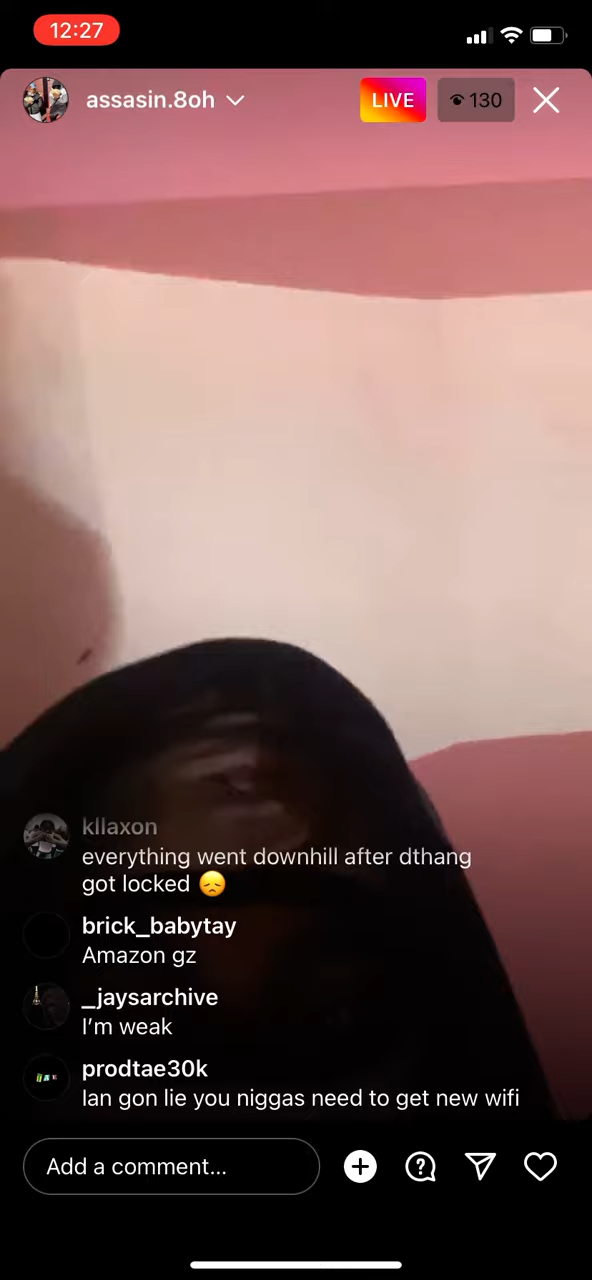 12:27
assasin.8oh
LIVE
130
kllaxon
everything went downhill after dthang
got locked 😞
brick_babytay
Amazon gz
_jaysarchive
I'm weak
prodtae30k
Ian gon lie you niggas need to get new wifi
Add a comment...